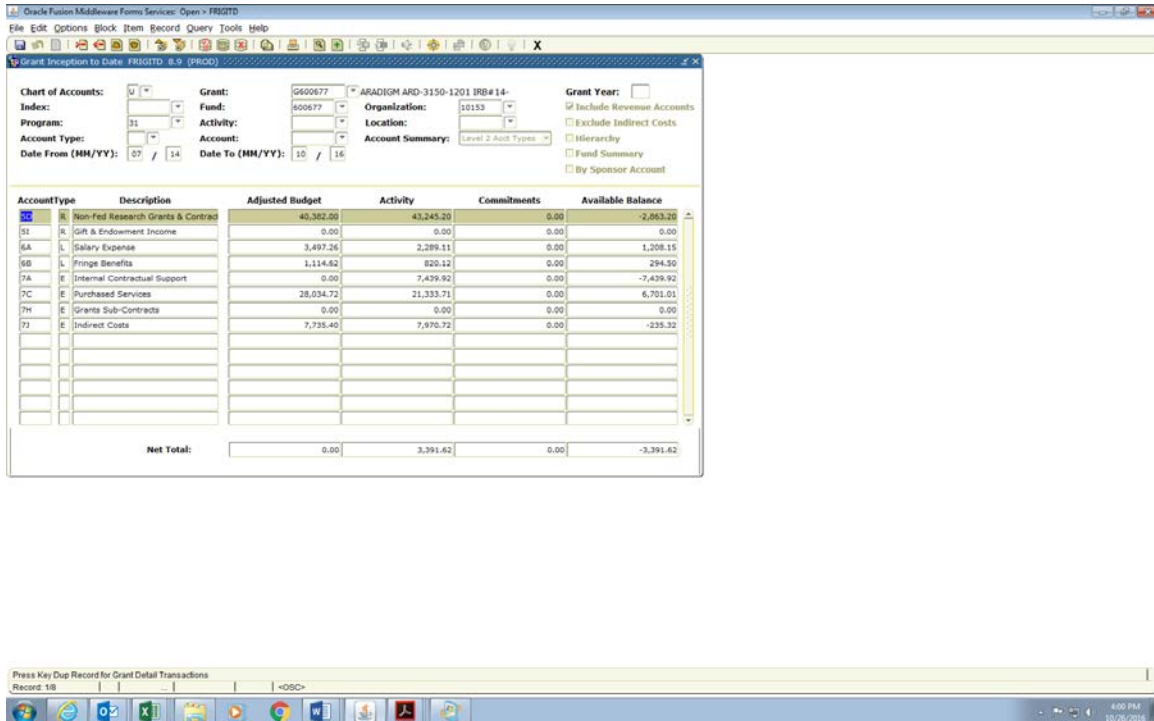 Oracle Fusion Middleware Forms Services: Open > FRIGITD
File Edit Options Block Item Record Query Tools Help
Grant Inception to Date FRIGITD 8.9 (PROD)
Chart of Accounts: U Grant: G600677 ARADIGM ARD-3150-1201 IRB#14- Grant Year:
Index: Fund: 600677 Organization: 10153 Include Revenue Accounts
Program: 31 Activity: Location: Exclude Indirect Costs
Account Type: Account: Account Summary: Level 2 Acct Types Hierarchy
Date From (MM/YY): 07 / 14 Date To (MM/YY): 10 / 16 Fund Summary
By Sponsor Account
Account Type Description Adjusted Budget Activity Commitments Available Balance
5D R Non-Fed Research Grants & Contract 40,382.00 43,245.20 0.00 -2,863.20
5I R Gift & Endowment Income 0.00 0.00 0.00 0.00
6A L Salary Expense 3,497.26 2,289.11 0.00 1,208.15
6B L Fringe Benefits 1,114.62 820.12 0.00 294.50
7A E Internal Contractual Support 0.00 7,439.92 0.00 -7,439.92
7C E Purchased Services 28,034.72 21,333.71 0.00 6,701.01
7H E Grants Sub-Contracts 0.00 0.00 0.00 0.00
7J E Indirect Costs 7,735.40 7,970.72 0.00 -235.32
Net Total: 0.00 3,391.62 0.00 -3,391.62
Press Key Dup Record for Grant Detail Transactions
Record: 1/8 ... <OSC>
4:00 PM
10/26/2016